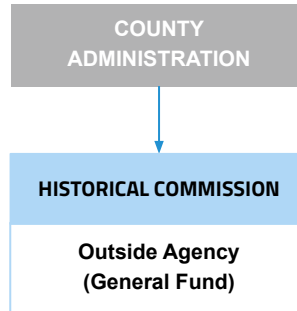 COUNTY
ADMINISTRATION
HISTORICAL COMMISSION
Outside Agency
(General Fund)